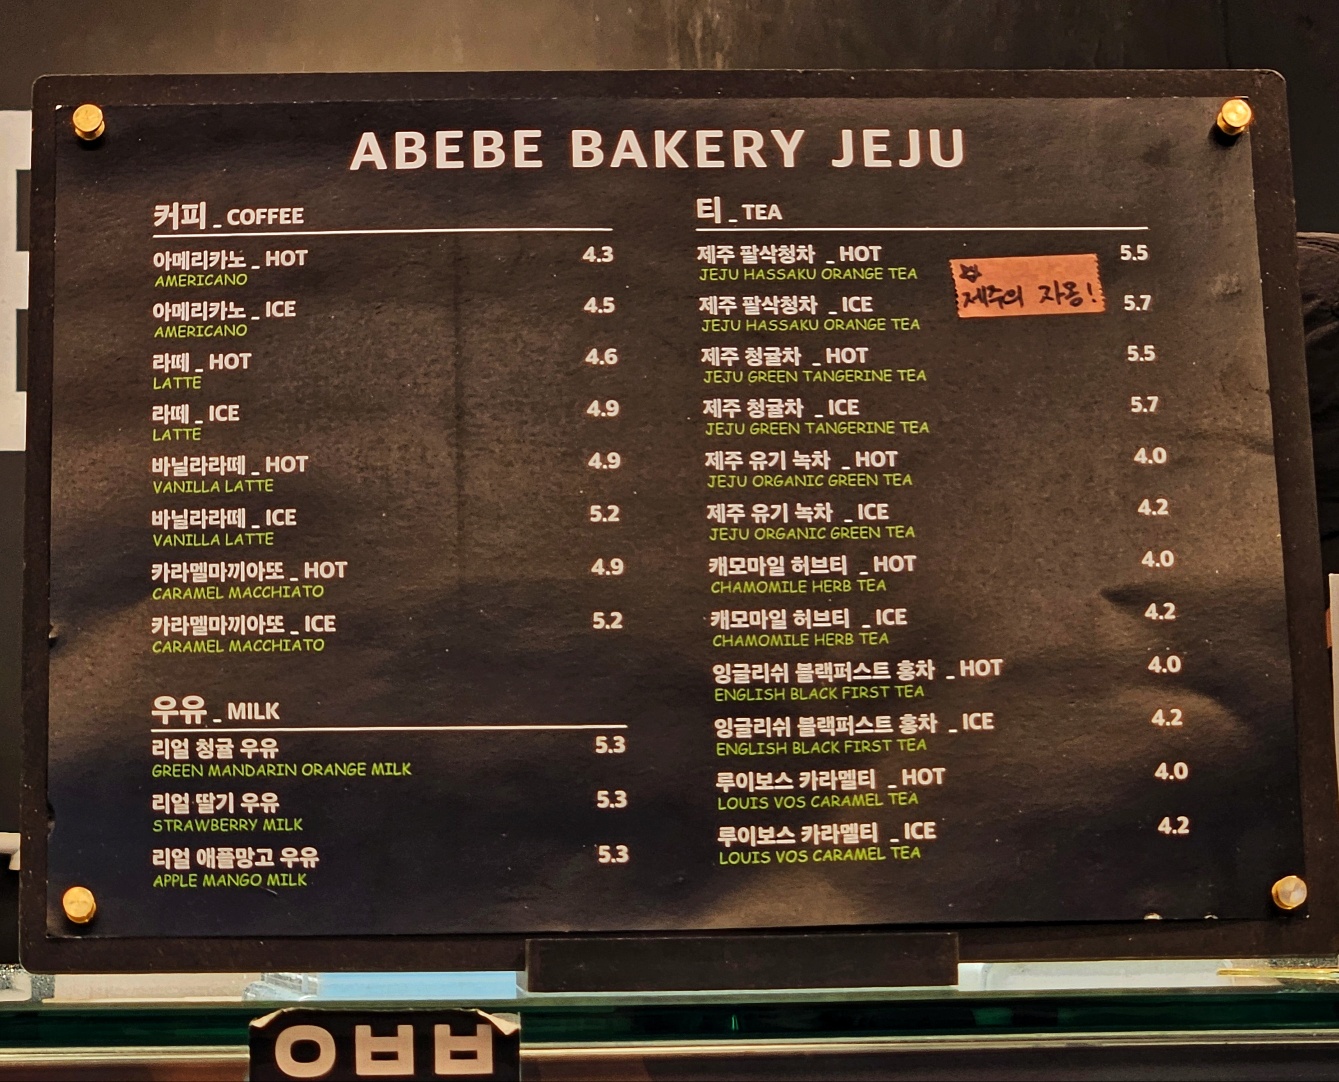 ABEBE BAKERY JEJU
커피 _ COFFEE
아메리카노 _ HOT 4.3
AMERICANO
아메리카노 _ ICE 4.5
AMERICANO
라떼 _ HOT 4.6
LATTE
라떼 _ ICE 4.9
LATTE
바닐라라떼 _ HOT 4.9
VANILLA LATTE
바닐라라떼 _ ICE 5.2
VANILLA LATTE
카라멜마끼아또 _ HOT 4.9
CARAMEL MACCHIATO
카라멜마끼아또 _ ICE 5.2
CARAMEL MACCHIATO
우유 _ MILK
리얼 청귤 우유 5.3
GREEN MANDARIN ORANGE MILK
리얼 딸기 우유 5.3
STRAWBERRY MILK
리얼 애플망고 우유 5.3
APPLE MANGO MILK
티 _ TEA
제주 팔삭청차 _ HOT 5.5
JEJU HASSAKU ORANGE TEA
제주의 자몽!
제주 팔삭청차 _ ICE 5.7
JEJU HASSAKU ORANGE TEA
제주 청귤차 _ HOT 5.5
JEJU GREEN TANGERINE TEA
제주 청귤차 _ ICE 5.7
JEJU GREEN TANGERINE TEA
제주 유기 녹차 _ HOT 4.0
JEJU ORGANIC GREEN TEA
제주 유기 녹차 _ ICE 4.2
JEJU ORGANIC GREEN TEA
캐모마일 허브티 _ HOT 4.0
CHAMOMILE HERB TEA
캐모마일 허브티 _ ICE 4.2
CHAMOMILE HERB TEA
잉글리쉬 블랙퍼스트 홍차 _ HOT 4.0
ENGLISH BLACK FIRST TEA
잉글리쉬 블랙퍼스트 홍차 _ ICE 4.2
ENGLISH BLACK FIRST TEA
루이보스 카라멜티 _ HOT 4.0
LOUIS VOS CARAMEL TEA
루이보스 카라멜티 _ ICE 4.2
LOUIS VOS CARAMEL TEA